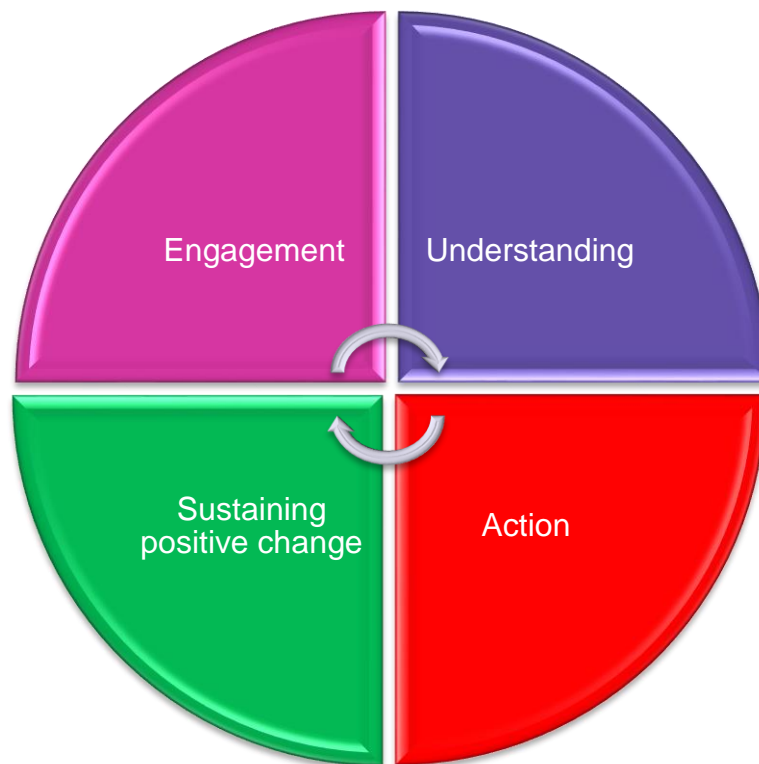 Engagement
Understanding
Sustaining
positive change
Action